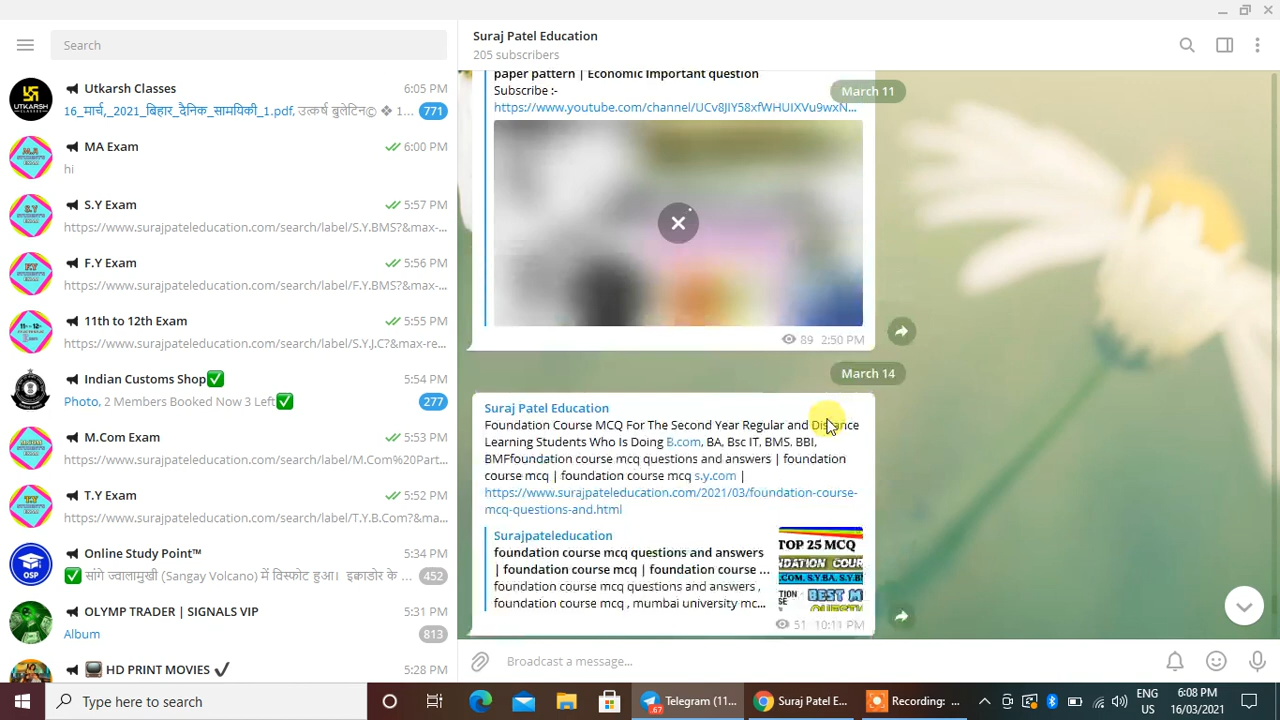 Search
Utkarsh Classes
6:05 PM
16_मार्च,_2021_बिहार_दैनिक_सामयिकी_1.pdf, उत्कर्ष बुलेटिन© ❖ 1...
771
MA Exam
6:00 PM
hi
S.Y Exam
5:57 PM
https://www.surajpateleducation.com/search/label/S.Y.BMS?&max-...
F.Y Exam
5:56 PM
https://www.surajpateleducation.com/search/label/F.Y.BMS?&max-...
11th to 12th Exam
5:55 PM
https://www.surajpateleducation.com/search/label/S.Y.J.C?&max-re...
Indian Customs Shop✅
5:54 PM
Photo, 2 Members Booked Now 3 Left✅
277
M.Com Exam
5:53 PM
https://www.surajpateleducation.com/search/label/M.Com%20Part...
T.Y Exam
5:52 PM
https://www.surajpateleducation.com/search/label/T.Y.B.Com?&ma...
Online Study Point™
5:34 PM
✅ सांगे ज्वालामुखी (Sangay Volcano) में विस्फोट हुआ। इक्वाडोर के ...
452
OLYMP TRADER | SIGNALS VIP
5:31 PM
Album
813
HD PRINT MOVIES ✔
5:28 PM
Suraj Patel Education
205 subscribers
paper pattern | Economic Important question
March 11
Subscribe :-
https://www.youtube.com/channel/UCv8JIY58xfWHUIXVu9wxN...
89 2:50 PM
March 14
Suraj Patel Education
Foundation Course MCQ For The Second Year Regular and Distance
Learning Students Who Is Doing B.com, BA, Bsc IT, BMS, BBI,
BMFfoundation course mcq questions and answers | foundation
course mcq | foundation course mcq s.y.com |
https://www.surajpateleducation.com/2021/03/foundation-course-
mcq-questions-and.html
Surajpateleducation
foundation course mcq questions and answers
| foundation course mcq | foundation course ...
foundation course mcq questions and answers ,
foundation course mcq , mumbai university mc...
TOP 25 MCQ
51 10:11 PM
Broadcast a message...
Type here to search
Telegram (11...
Suraj Patel E...
Recording: ...
ENG
US
6:08 PM
16/03/2021